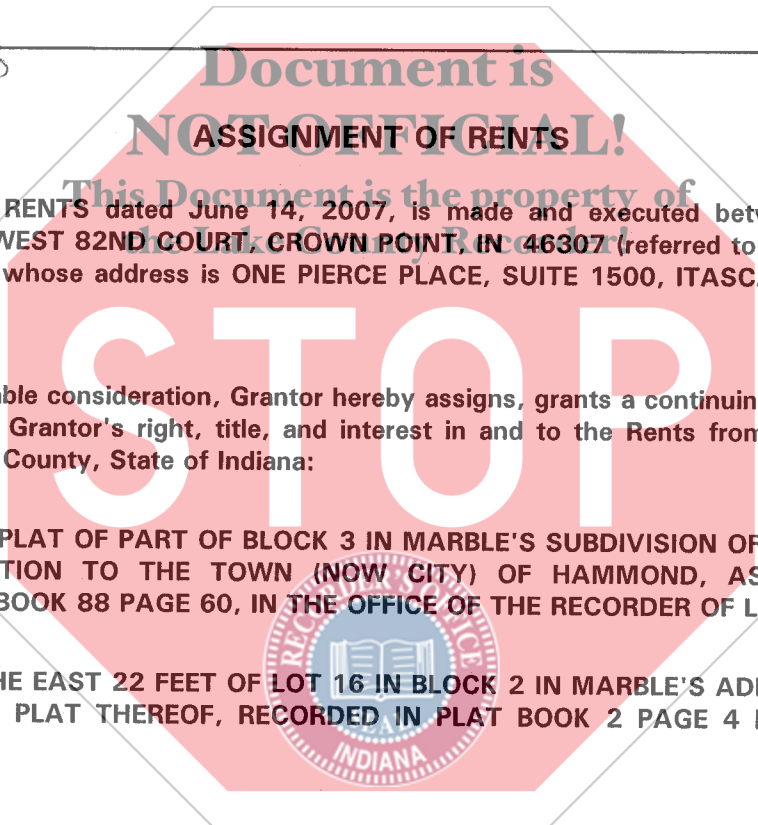 Document is
NOT OFFICIAL!
ASSIGNMENT OF RENTS
This Document is the property of
the Lake County Recorder!
RENTS dated June 14, 2007, is made and executed betw
WEST 82ND COURT, CROWN POINT, IN 46307 (referred to
whose address is ONE PIERCE PLACE, SUITE 1500, ITASCA
STOP
able consideration, Grantor hereby assigns, grants a continuin
Grantor's right, title, and interest in and to the Rents from
County, State of Indiana:
PLAT OF PART OF BLOCK 3 IN MARBLE'S SUBDIVISION OF
TION TO THE TOWN (NOW CITY) OF HAMMOND, AS
BOOK 88 PAGE 60, IN THE OFFICE OF THE RECORDER OF L
HE EAST 22 FEET OF LOT 16 IN BLOCK 2 IN MARBLE'S ADD
PLAT THEREOF, RECORDED IN PLAT BOOK 2 PAGE 4 I
RECORDER'S OFFICE
SEAL
INDIANA